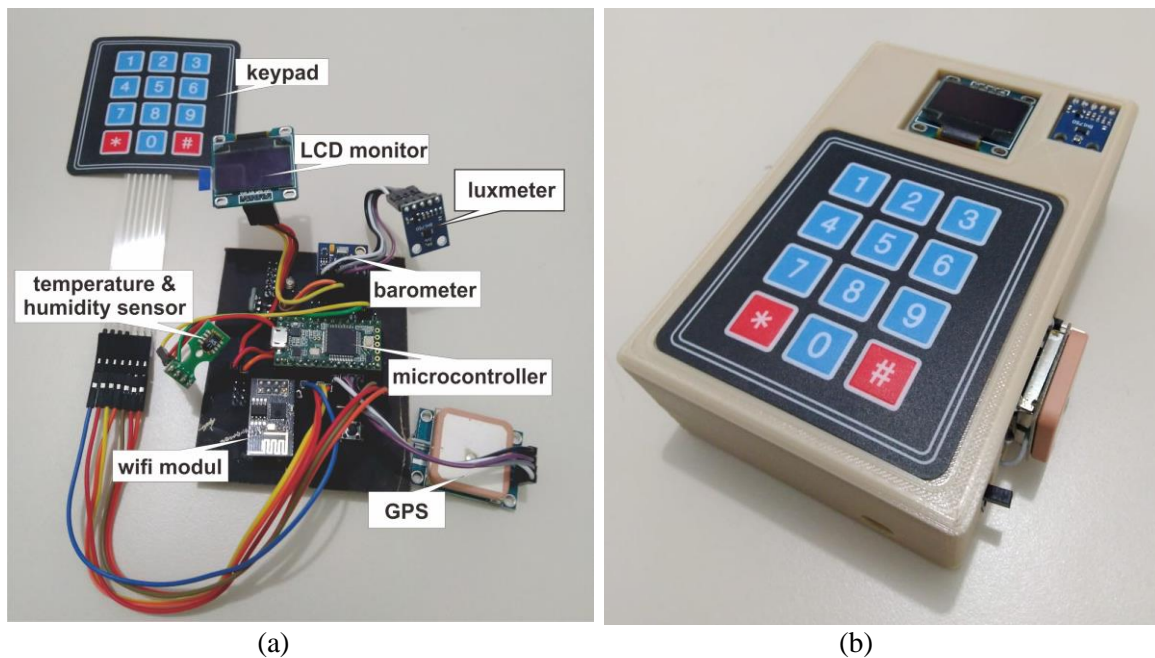 1 2 3
keypad
4 5 6
7 8 9
* 0 #
LCD monitor
luxmeter
temperature &
humidity sensor
barometer
microcontroller
wifi modul
GPS
(a)
1 2 3
4 5 6
7 8 9
* 0 #
(b)